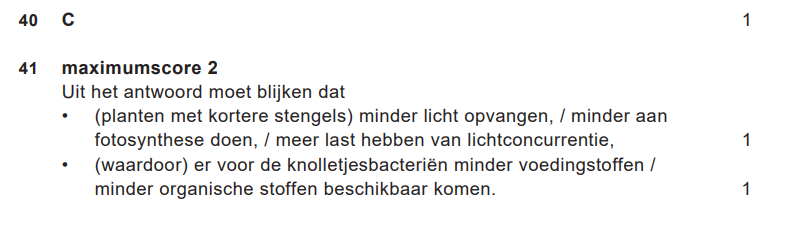 40 C 1
41 maximumscore 2
Uit het antwoord moet blijken dat
• (planten met kortere stengels) minder licht opvangen, / minder aan
fotosynthese doen, / meer last hebben van lichtconcurrentie, 1
• (waardoor) er voor de knolletjesbacteriën minder voedingstoffen /
minder organische stoffen beschikbaar komen. 1